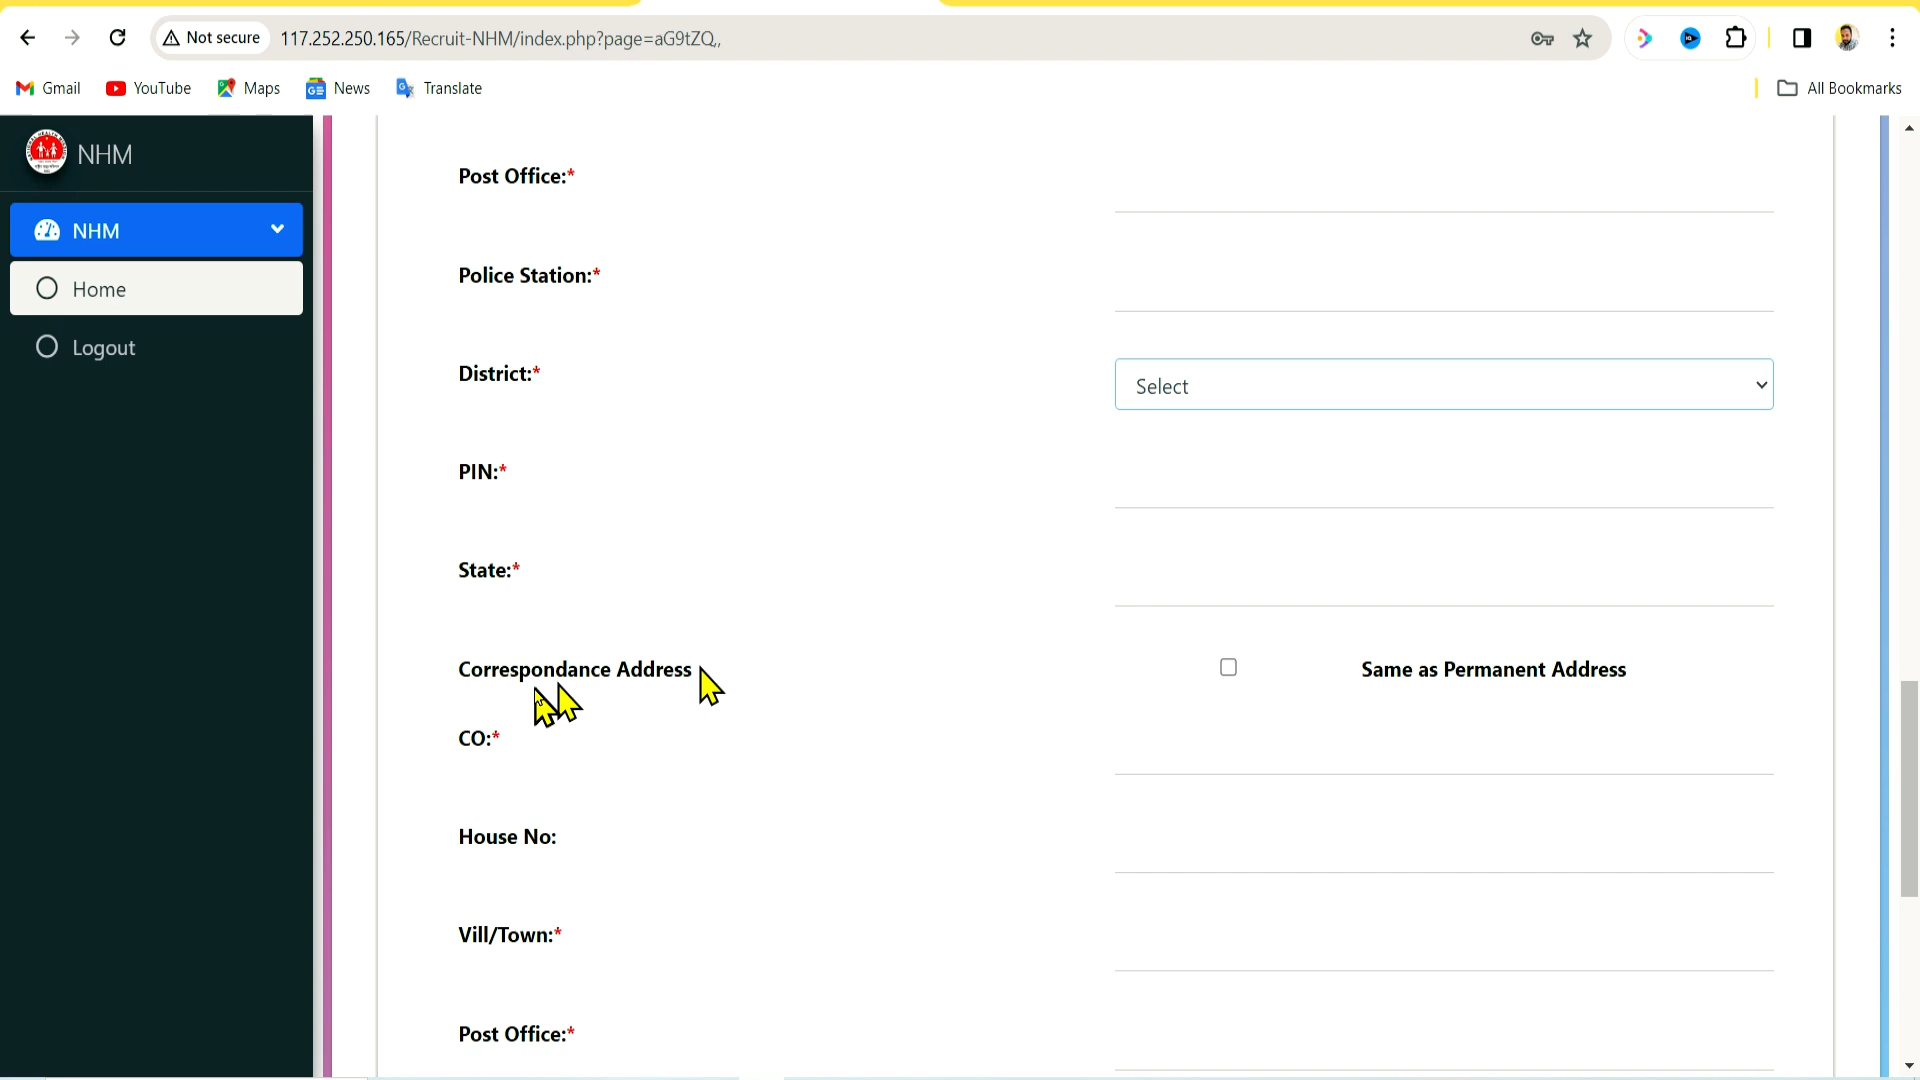 Not secure 117.252.250.165/Recruit-NHM/index.php?page=aG9tZQ,,
Gmail YouTube Maps News Translate All Bookmarks
NHM
NHM
Home
Logout
Post Office:*
Police Station:*
District:* Select
PIN:*
State:*
Correspondance Address Same as Permanent Address
CO:*
House No:
Vill/Town:*
Post Office:*